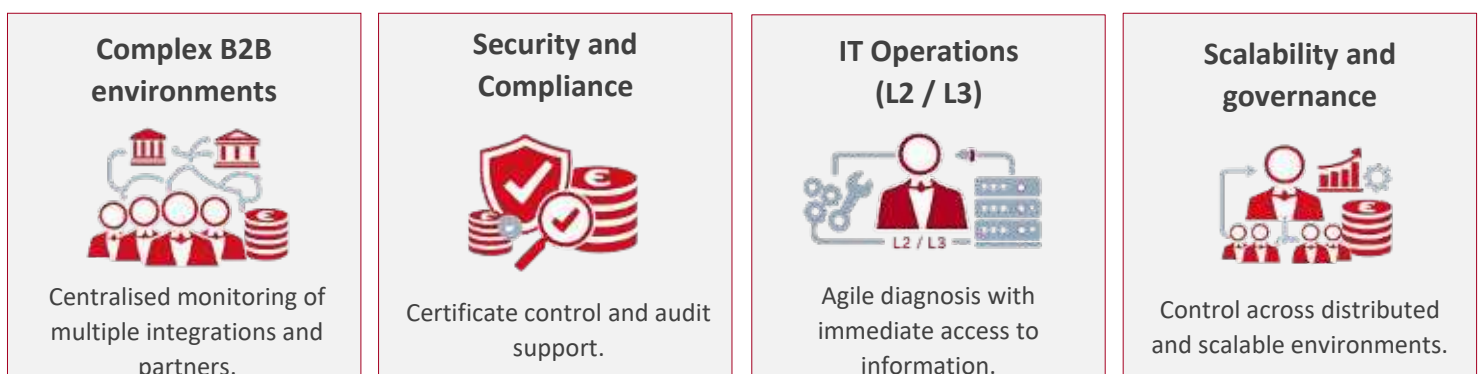 Complex B2B
environments
Centralised monitoring of
multiple integrations and
partners.
Security and
Compliance
€
€
Certificate control and audit
support.
IT Operations
(L2 / L3)
L2 / L3
Agile diagnosis with
immediate access to
information.
Scalability and
governance
€
Control across distributed
and scalable environments.